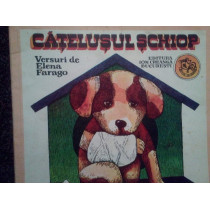 CĂȚELUȘUL ȘCHIOP
Versuri de
Elena
Farago
EDITURA
ION CREANGĂ
BUCUREȘTI